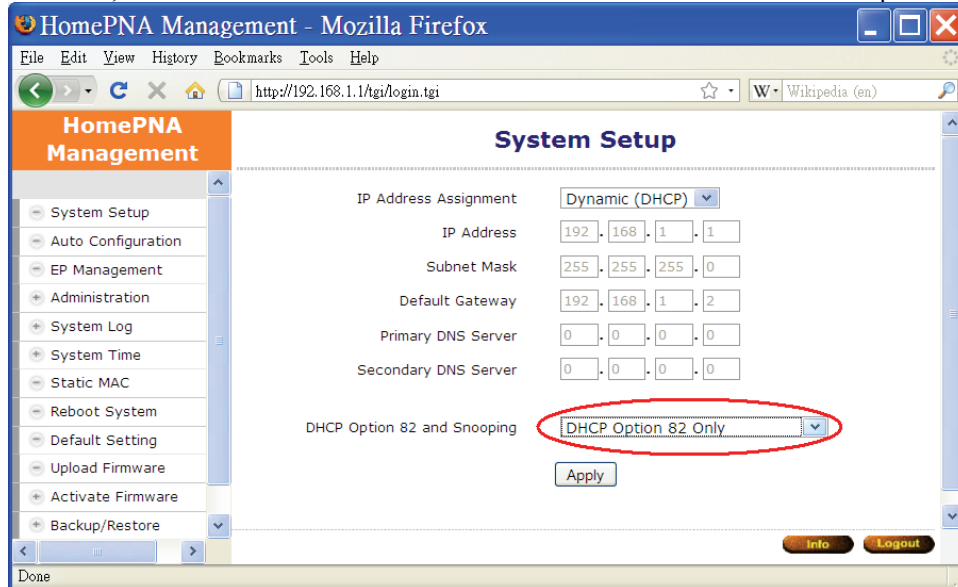 HomePNA Management - Mozilla Firefox
File Edit View History Bookmarks Tools Help
http://192.168.1.1/tgi/login.tgi
W Wikipedia (en)
HomePNA
Management
System Setup
Auto Configuration
EP Management
Administration
System Log
System Time
Static MAC
Reboot System
Default Setting
Upload Firmware
Activate Firmware
Backup/Restore
System Setup
IP Address Assignment Dynamic (DHCP)
IP Address 192 . 168 . 1 . 1
Subnet Mask 255 . 255 . 255 . 0
Default Gateway 192 . 168 . 1 . 2
Primary DNS Server 0 . 0 . 0 . 0
Secondary DNS Server 0 . 0 . 0 . 0
DHCP Option 82 and Snooping DHCP Option 82 Only
Apply
Info Logout
Done